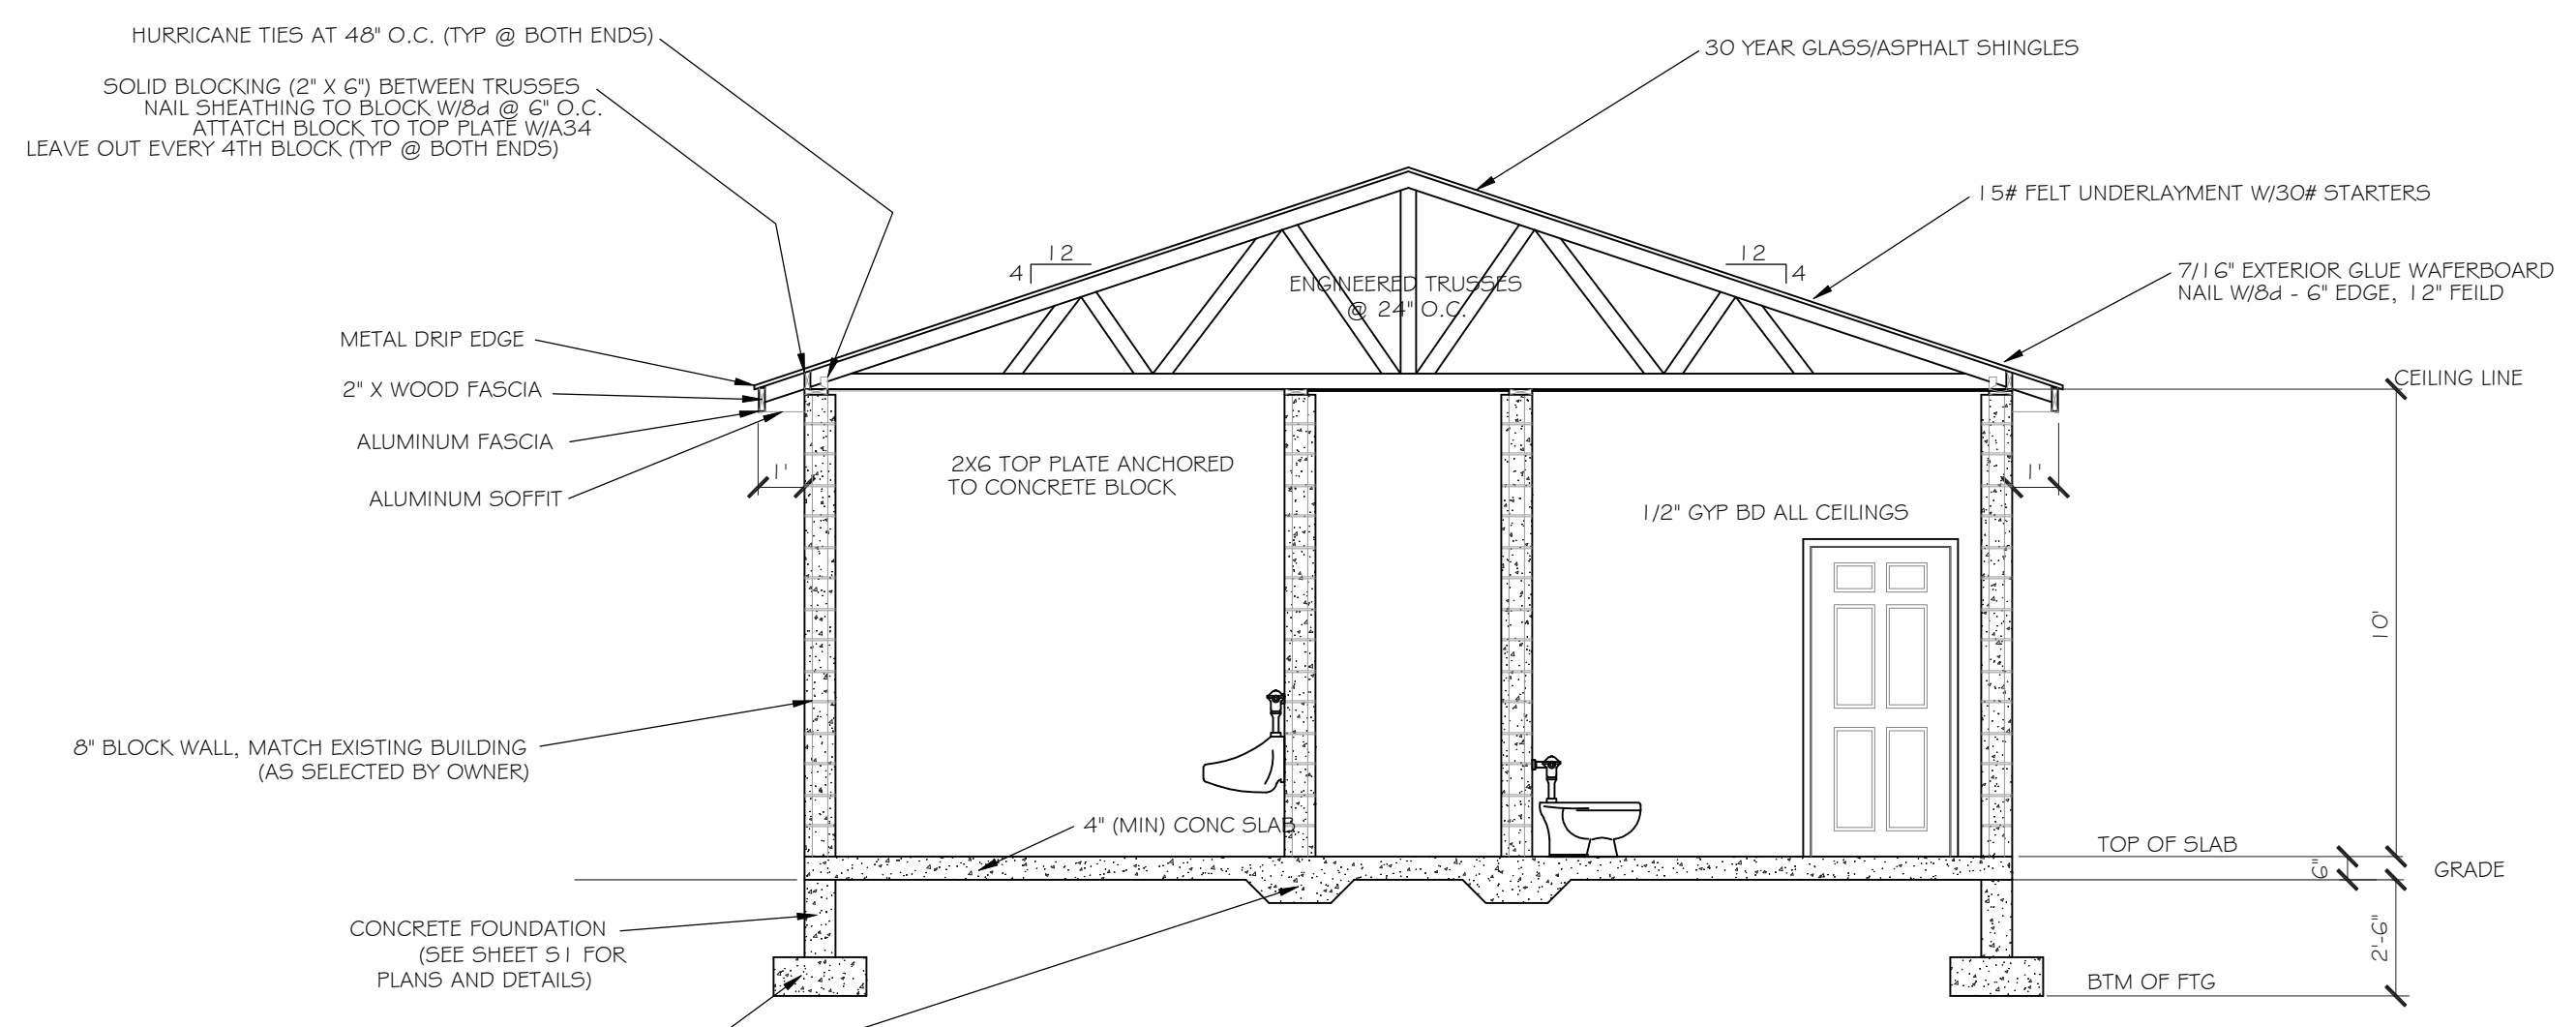 HURRICANE TIES AT 48" O.C. (TYP @ BOTH ENDS)
SOLID BLOCKING (2" X 6") BETWEEN TRUSSES
NAIL SHEATHING TO BLOCK W/8d @ 6" O.C.
ATTATCH BLOCK TO TOP PLATE W/A34
LEAVE OUT EVERY 4TH BLOCK (TYP @ BOTH ENDS)
30 YEAR GLASS/ASPHALT SHINGLES
15# FELT UNDERLAYMENT W/30# STARTERS
7/16" EXTERIOR GLUE WAFERBOARD
NAIL W/8d - 6" EDGE, 12" FEILD
12
4
12
4
ENGINEERED TRUSSES
@ 24" O.C.
METAL DRIP EDGE
2" X WOOD FASCIA
ALUMINUM FASCIA
ALUMINUM SOFFIT
1'
CEILING LINE
1'
2X6 TOP PLATE ANCHORED
TO CONCRETE BLOCK
1/2" GYP BD ALL CEILINGS
10'
8" BLOCK WALL, MATCH EXISTING BUILDING
(AS SELECTED BY OWNER)
4" (MIN) CONC SLAB
TOP OF SLAB
6"
GRADE
CONCRETE FOUNDATION
(SEE SHEET S1 FOR
PLANS AND DETAILS)
2'-6"
BTM OF FTG